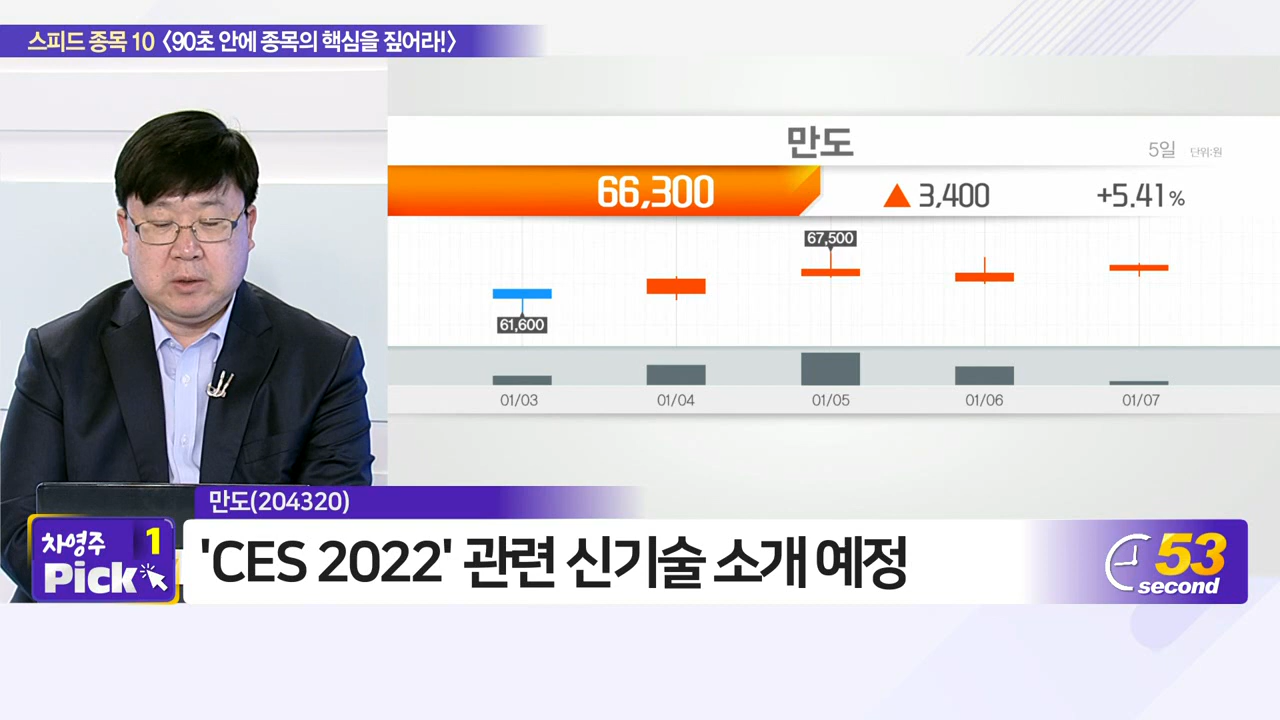 스피드 종목 10 <90초 안에 종목의 핵심을 짚어라!>
만도
5일 단위:원
66,300 ▲ 3,400 +5.41%
67,500
61,600
01/03 01/04 01/05 01/06 01/07
만도(204320)
차영주 1
Pick
'CES 2022' 관련 신기술 소개 예정
53
second